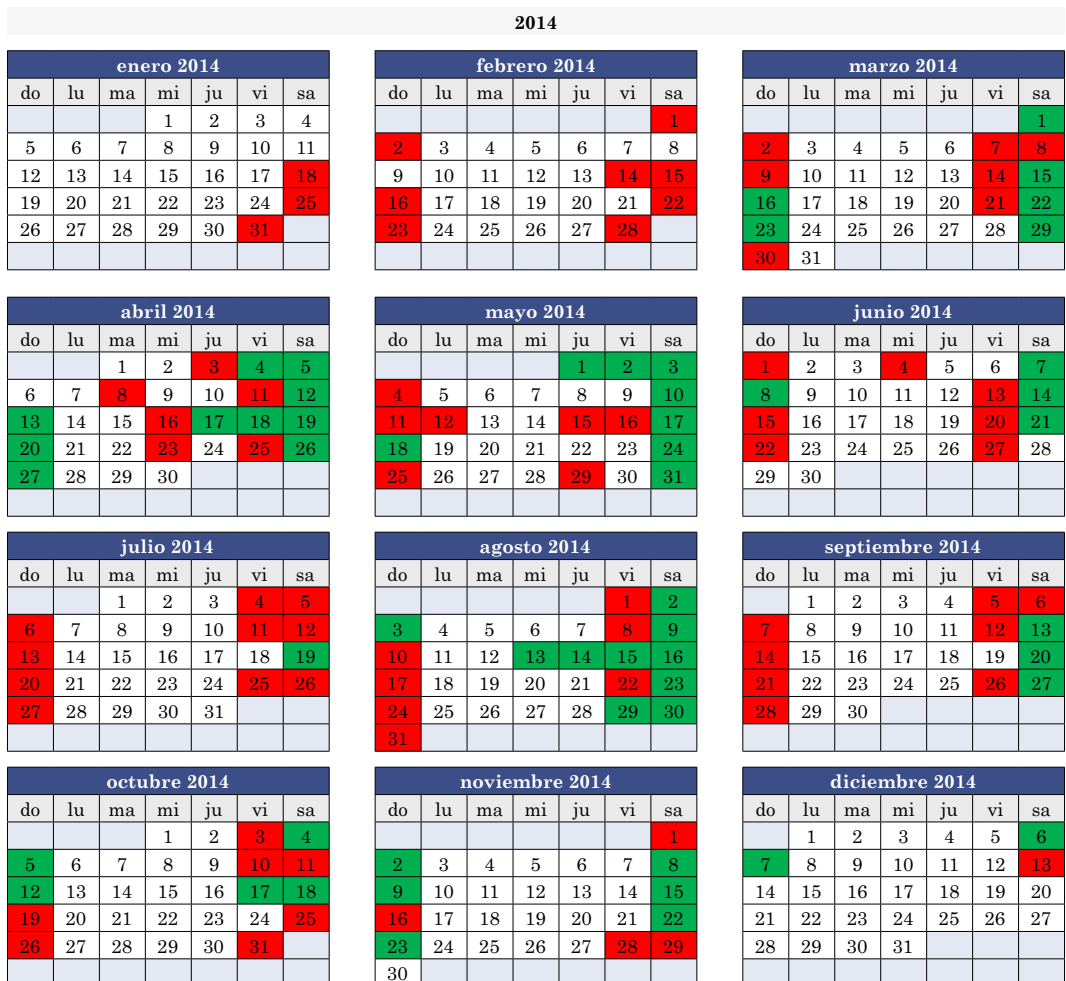 2014
enero 2014 febrero 2014 marzo 2014
do lu ma mi ju vi sa do lu ma mi ju vi sa do lu ma mi ju vi sa
1 2 3 4 1 1
5 6 7 8 9 10 11 2 3 4 5 6 7 8 2 3 4 5 6 7 8
12 13 14 15 16 17 18 9 10 11 12 13 14 15 9 10 11 12 13 14 15
19 20 21 22 23 24 25 16 17 18 19 20 21 22 16 17 18 19 20 21 22
26 27 28 29 30 31 23 24 25 26 27 28 23 24 25 26 27 28 29
30 31
abril 2014 mayo 2014 junio 2014
do lu ma mi ju vi sa do lu ma mi ju vi sa do lu ma mi ju vi sa
1 2 3 4 5 1 2 3 1 2 3 4 5 6 7
6 7 8 9 10 11 12 4 5 6 7 8 9 10 8 9 10 11 12 13 14
13 14 15 16 17 18 19 11 12 13 14 15 16 17 15 16 17 18 19 20 21
20 21 22 23 24 25 26 18 19 20 21 22 23 24 22 23 24 25 26 27 28
27 28 29 30 25 26 27 28 29 30 31 29 30
julio 2014 agosto 2014 septiembre 2014
do lu ma mi ju vi sa do lu ma mi ju vi sa do lu ma mi ju vi sa
1 2 3 4 5 1 2 1 2 3 4 5 6
6 7 8 9 10 11 12 3 4 5 6 7 8 9 7 8 9 10 11 12 13
13 14 15 16 17 18 19 10 11 12 13 14 15 16 14 15 16 17 18 19 20
20 21 22 23 24 25 26 17 18 19 20 21 22 23 21 22 23 24 25 26 27
27 28 29 30 31 24 25 26 27 28 29 30 28 29 30
31
octubre 2014 noviembre 2014 diciembre 2014
do lu ma mi ju vi sa do lu ma mi ju vi sa do lu ma mi ju vi sa
1 2 3 4 1 1 2 3 4 5 6
5 6 7 8 9 10 11 2 3 4 5 6 7 8 7 8 9 10 11 12 13
12 13 14 15 16 17 18 9 10 11 12 13 14 15 14 15 16 17 18 19 20
19 20 21 22 23 24 25 16 17 18 19 20 21 22 21 22 23 24 25 26 27
26 27 28 29 30 31 23 24 25 26 27 28 29 28 29 30 31
30